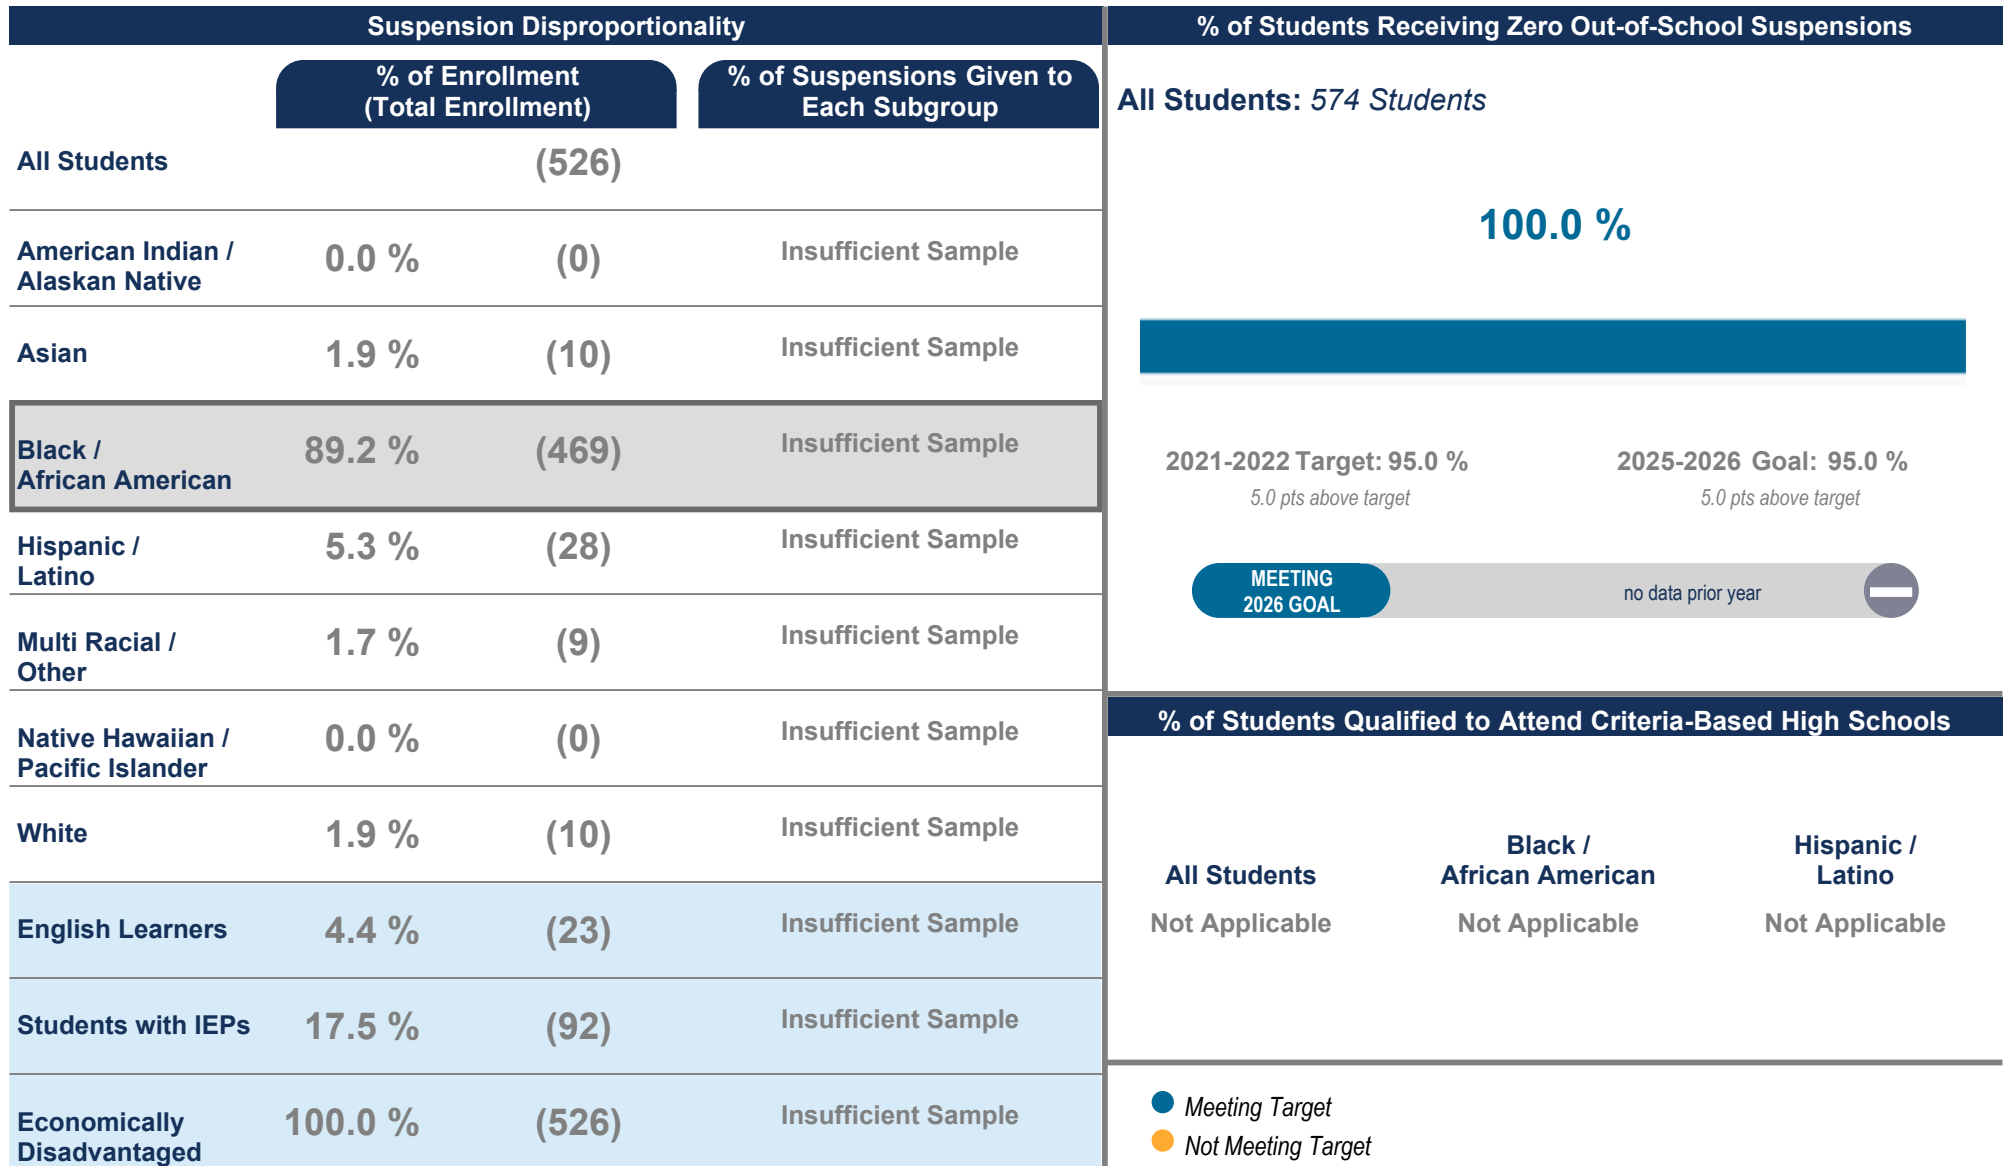 Suspension Disproportionality
% of Enrollment
(Total Enrollment)
% of Suspensions Given to
Each Subgroup
All Students (526)
American Indian /
Alaskan Native
0.0 % (0) Insufficient Sample
Asian 1.9 % (10) Insufficient Sample
Black /
African American
89.2 % (469) Insufficient Sample
Hispanic /
Latino
5.3 % (28) Insufficient Sample
Multi Racial /
Other
1.7 % (9) Insufficient Sample
Native Hawaiian /
Pacific Islander
0.0 % (0) Insufficient Sample
White 1.9 % (10) Insufficient Sample
English Learners 4.4 % (23) Insufficient Sample
Students with IEPs 17.5 % (92) Insufficient Sample
Economically
Disadvantaged
100.0 % (526) Insufficient Sample
% of Students Receiving Zero Out-of-School Suspensions
All Students: 574 Students
100.0 %
2021-2022 Target: 95.0 %
5.0 pts above target
2025-2026 Goal: 95.0 %
5.0 pts above target
MEETING
2026 GOAL
no data prior year
% of Students Qualified to Attend Criteria-Based High Schools
All Students
Not Applicable
Black /
African American
Not Applicable
Hispanic /
Latino
Not Applicable
Meeting Target
Not Meeting Target